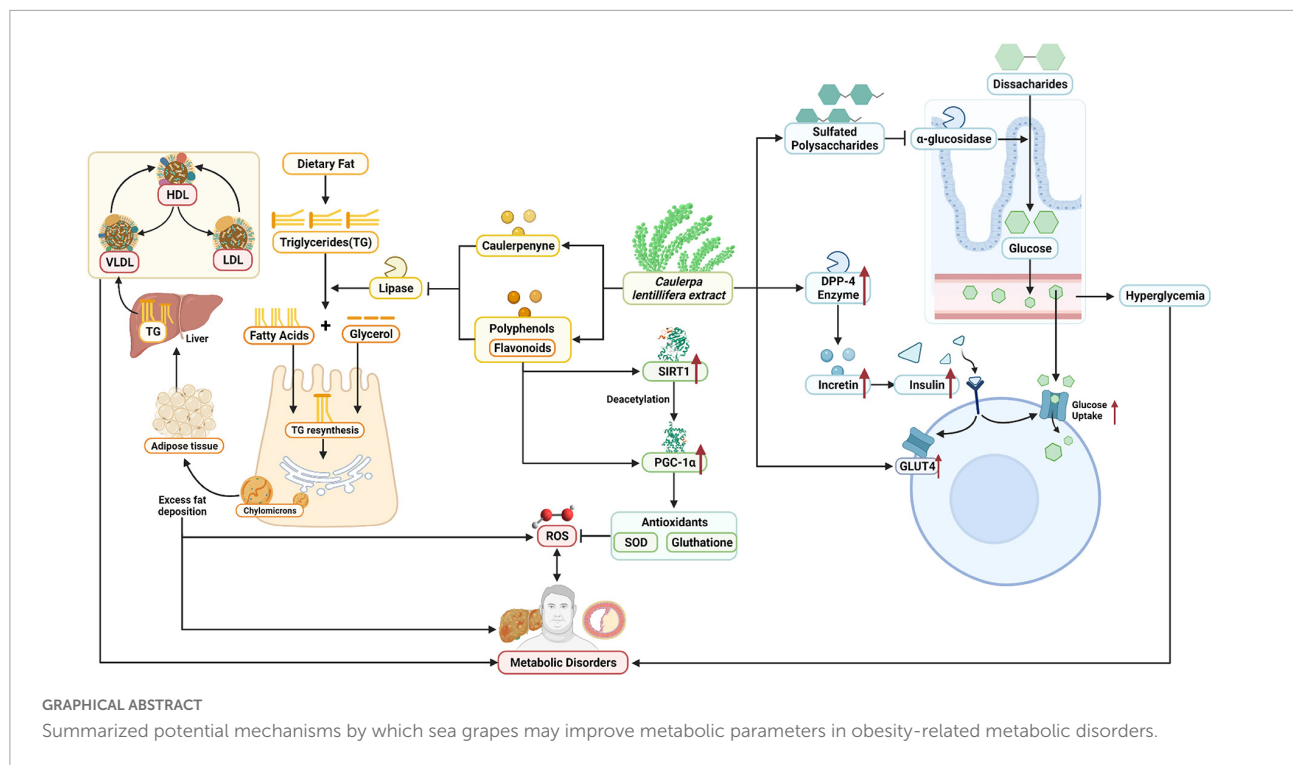 Dissacharides
Sulfated
Polysaccharides
α-glucosidase
Dietary Fat
HDL
VLDL
LDL
Triglycerides(TG)
Caulerpenyne
Lipase
Caulerpa
lentillifera extract
DPP-4
Enzyme
Glucose
Hyperglycemia
TG
Liver
Fatty Acids
+
Glycerol
Polyphenols
Flavonoids
SIRT1
Deacetylation
Incretin
Insulin
Glucose
Uptake
TG resynthesis
Adipose tissue
PGC-1α
GLUT4
Excess fat
deposition
Chylomicrons
ROS
Antioxidants
SOD
Gluthatione
Metabolic Disorders
GRAPHICAL ABSTRACT
Summarized potential mechanisms by which sea grapes may improve metabolic parameters in obesity-related metabolic disorders.